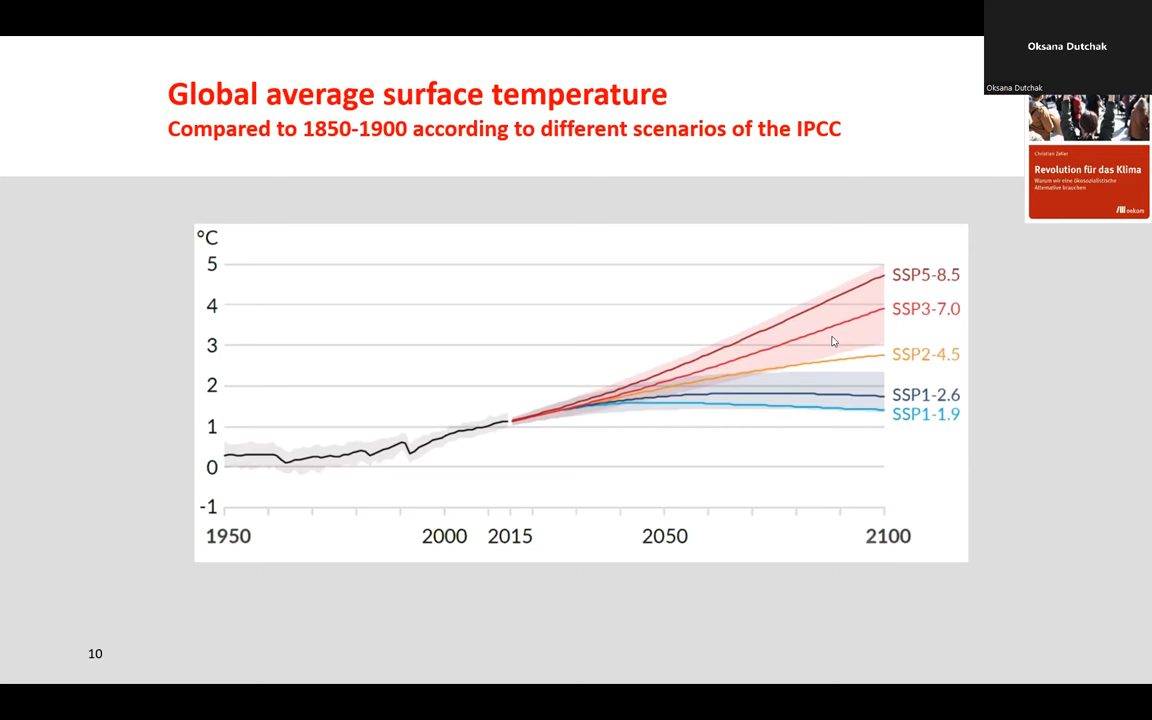 Oksana Dutchak
Oksana Dutchak
Global average surface temperature
Compared to 1850-1900 according to different scenarios of the IPCC
Christian Zeller
Revolution für das Klima
Warum wir eine ökosozialistische
Alternative brauchen
oekom
°C
5
4
3
2
1
0
-1
SSP5-8.5
SSP3-7.0
SSP2-4.5
SSP1-2.6
SSP1-1.9
1950
2000
2015
2050
2100
10